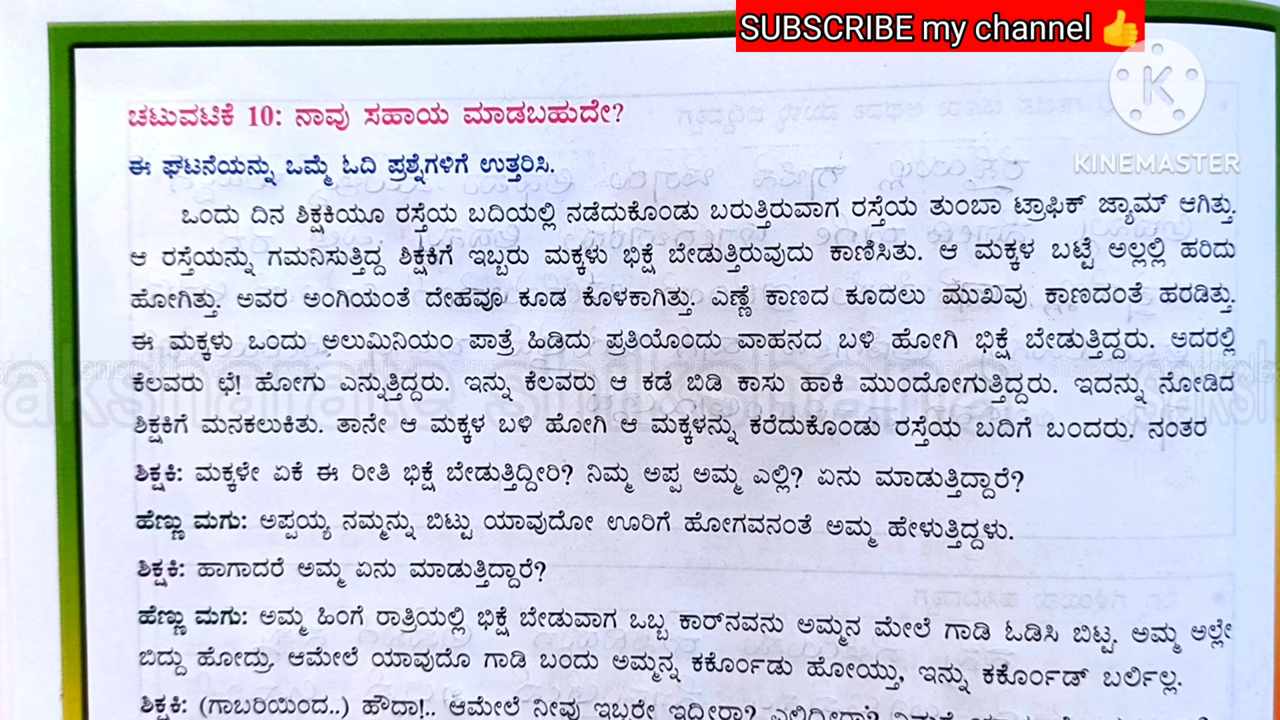 SUBSCRIBE my channel 👍
KINEMASTER
ಚಟುವಟಿಕೆ 10: ನಾವು ಸಹಾಯ ಮಾಡಬಹುದೇ?
ಈ ಘಟನೆಯನ್ನು ಒಮ್ಮೆ ಓದಿ ಪ್ರಶ್ನೆಗಳಿಗೆ ಉತ್ತರಿಸಿ.
ಒಂದು ದಿನ ಶಿಕ್ಷಕಿಯೂ ರಸ್ತೆಯ ಬದಿಯಲ್ಲಿ ನಡೆದುಕೊಂಡು ಬರುತ್ತಿರುವಾಗ ರಸ್ತೆಯ ತುಂಬಾ ಟ್ರಾಫಿಕ್ ಜ್ಯಾಮ್ ಆಗಿತ್ತು.
ಆ ರಸ್ತೆಯನ್ನು ಗಮನಿಸುತ್ತಿದ್ದ ಶಿಕ್ಷಕಿಗೆ ಇಬ್ಬರು ಮಕ್ಕಳು ಭಿಕ್ಷೆ ಬೇಡುತ್ತಿರುವುದು ಕಾಣಿಸಿತು. ಆ ಮಕ್ಕಳ ಬಟ್ಟೆ ಅಲ್ಲಲ್ಲಿ ಹರಿದು
ಹೋಗಿತ್ತು. ಅವರ ಅಂಗಿಯಂತೆ ದೇಹವೂ ಕೂಡ ಕೊಳಕಾಗಿತ್ತು. ಎಣ್ಣೆ ಕಾಣದ ಕೂದಲು ಮುಖವು ಕಾಣದಂತೆ ಹರಡಿತ್ತು.
ಈ ಮಕ್ಕಳು ಒಂದು ಅಲುಮಿನಿಯಂ ಪಾತ್ರೆ ಹಿಡಿದು ಪ್ರತಿಯೊಂದು ವಾಹನದ ಬಳಿ ಹೋಗಿ ಭಿಕ್ಷೆ ಬೇಡುತ್ತಿದ್ದರು. ಅದರಲ್ಲಿ
ಕೆಲವರು ಛೆ! ಹೋಗು ಎನ್ನುತ್ತಿದ್ದರು. ಇನ್ನು ಕೆಲವರು ಆ ಕಡೆ ಬಿಡಿ ಕಾಸು ಹಾಕಿ ಮುಂದೋಗುತ್ತಿದ್ದರು. ಇದನ್ನು ನೋಡಿದ
ಶಿಕ್ಷಕಿಗೆ ಮನಕಲುಕಿತು. ತಾನೇ ಆ ಮಕ್ಕಳ ಬಳಿ ಹೋಗಿ ಆ ಮಕ್ಕಳನ್ನು ಕರೆದುಕೊಂಡು ರಸ್ತೆಯ ಬದಿಗೆ ಬಂದರು. ನಂತರ
ಶಿಕ್ಷಕಿ: ಮಕ್ಕಳೇ ಏಕೆ ಈ ರೀತಿ ಭಿಕ್ಷೆ ಬೇಡುತ್ತಿದ್ದೀರಿ? ನಿಮ್ಮ ಅಪ್ಪ ಅಮ್ಮ ಎಲ್ಲಿ? ಏನು ಮಾಡುತ್ತಿದ್ದಾರೆ?
ಹೆಣ್ಣು ಮಗು: ಅಪ್ಪಯ್ಯ ನಮ್ಮನ್ನು ಬಿಟ್ಟು ಯಾವುದೋ ಊರಿಗೆ ಹೋಗವನಂತೆ ಅಮ್ಮ ಹೇಳುತ್ತಿದ್ದಳು.
ಶಿಕ್ಷಕಿ: ಹಾಗಾದರೆ ಅಮ್ಮ ಏನು ಮಾಡುತ್ತಿದ್ದಾರೆ?
ಹೆಣ್ಣು ಮಗು: ಅಮ್ಮ ಹಿಂಗೆ ರಾತ್ರಿಯಲ್ಲಿ ಭಿಕ್ಷೆ ಬೇಡುವಾಗ ಒಬ್ಬ ಕಾರ್‌ನವನು ಅಮ್ಮನ ಮೇಲೆ ಗಾಡಿ ಓಡಿಸಿ ಬಿಟ್ಟ. ಅಮ್ಮ ಅಲ್ಲೇ
ಬಿದ್ದು ಹೋದ್ರು. ಆಮೇಲೆ ಯಾವುದೊ ಗಾಡಿ ಬಂದು ಅಮ್ಮನ್ನ ಕರ್ಕೊಂಡು ಹೋಯ್ತು, ಇನ್ನು ಕರ್ಕೊಂಡ್ ಬರ್ಲಿಲ್ಲ.
ಶಿಕ್ಷಕಿ: (ಗಾಬರಿಯಿಂದ..) ಹೌದಾ!.. ಆಮೇಲೆ ನೀವು ಇಬ್ಬರೇ ಇದ್ದೀರಾ?